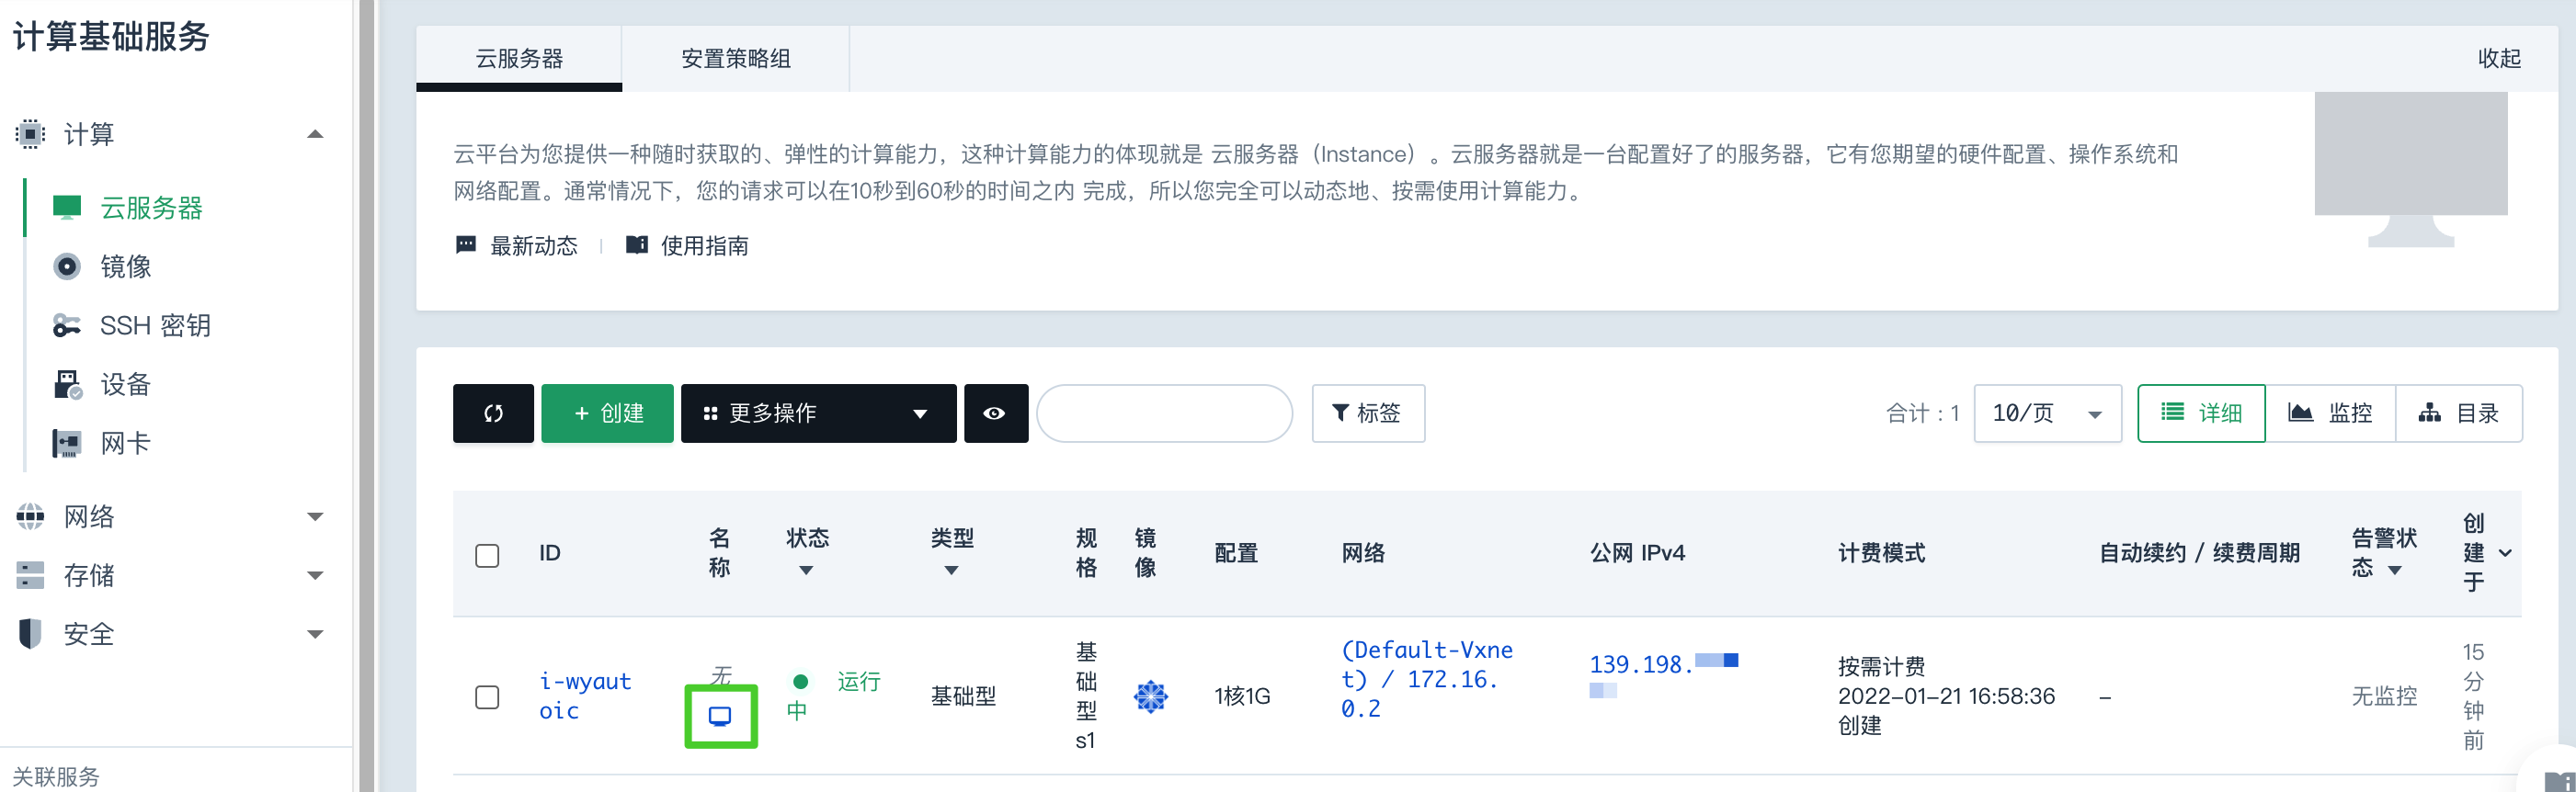 计算基础服务
计算
云服务器
镜像
SSH 密钥
设备
网卡
网络
存储
安全
关联服务
云服务器
安置策略组
收起
云平台为您提供一种随时获取的、弹性的计算能力，这种计算能力的体现就是 云服务器（Instance）。云服务器就是一台配置好了的服务器，它有您期望的硬件配置、操作系统和
网络配置。通常情况下，您的请求可以在10秒到60秒的时间之内 完成，所以您完全可以动态地、按需使用计算能力。
最新动态
使用指南
+ 创建
更多操作
标签
合计 : 1
10/页
详细
监控
目录
ID
名
称
状态
类型
规
格
镜
像
配置
网络
公网 IPv4
计费模式
自动续约 / 续费周期
告警状
态
创
建
于
i-wyaut
oic
无
运行
中
基础型
基
础
型
s1
1核1G
(Default-Vxne
t) / 172.16.
0.2
139.198.
按需计费
2022-01-21 16:58:36
创建
–
无监控
15
分
钟
前